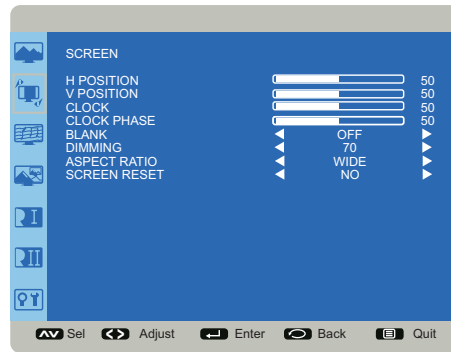 SCREEN
H POSITION 50
V POSITION 50
CLOCK 50
CLOCK PHASE 50
BLANK OFF
DIMMING 70
ASPECT RATIO WIDE
SCREEN RESET NO
I
II
Sel Adjust Enter Back Quit